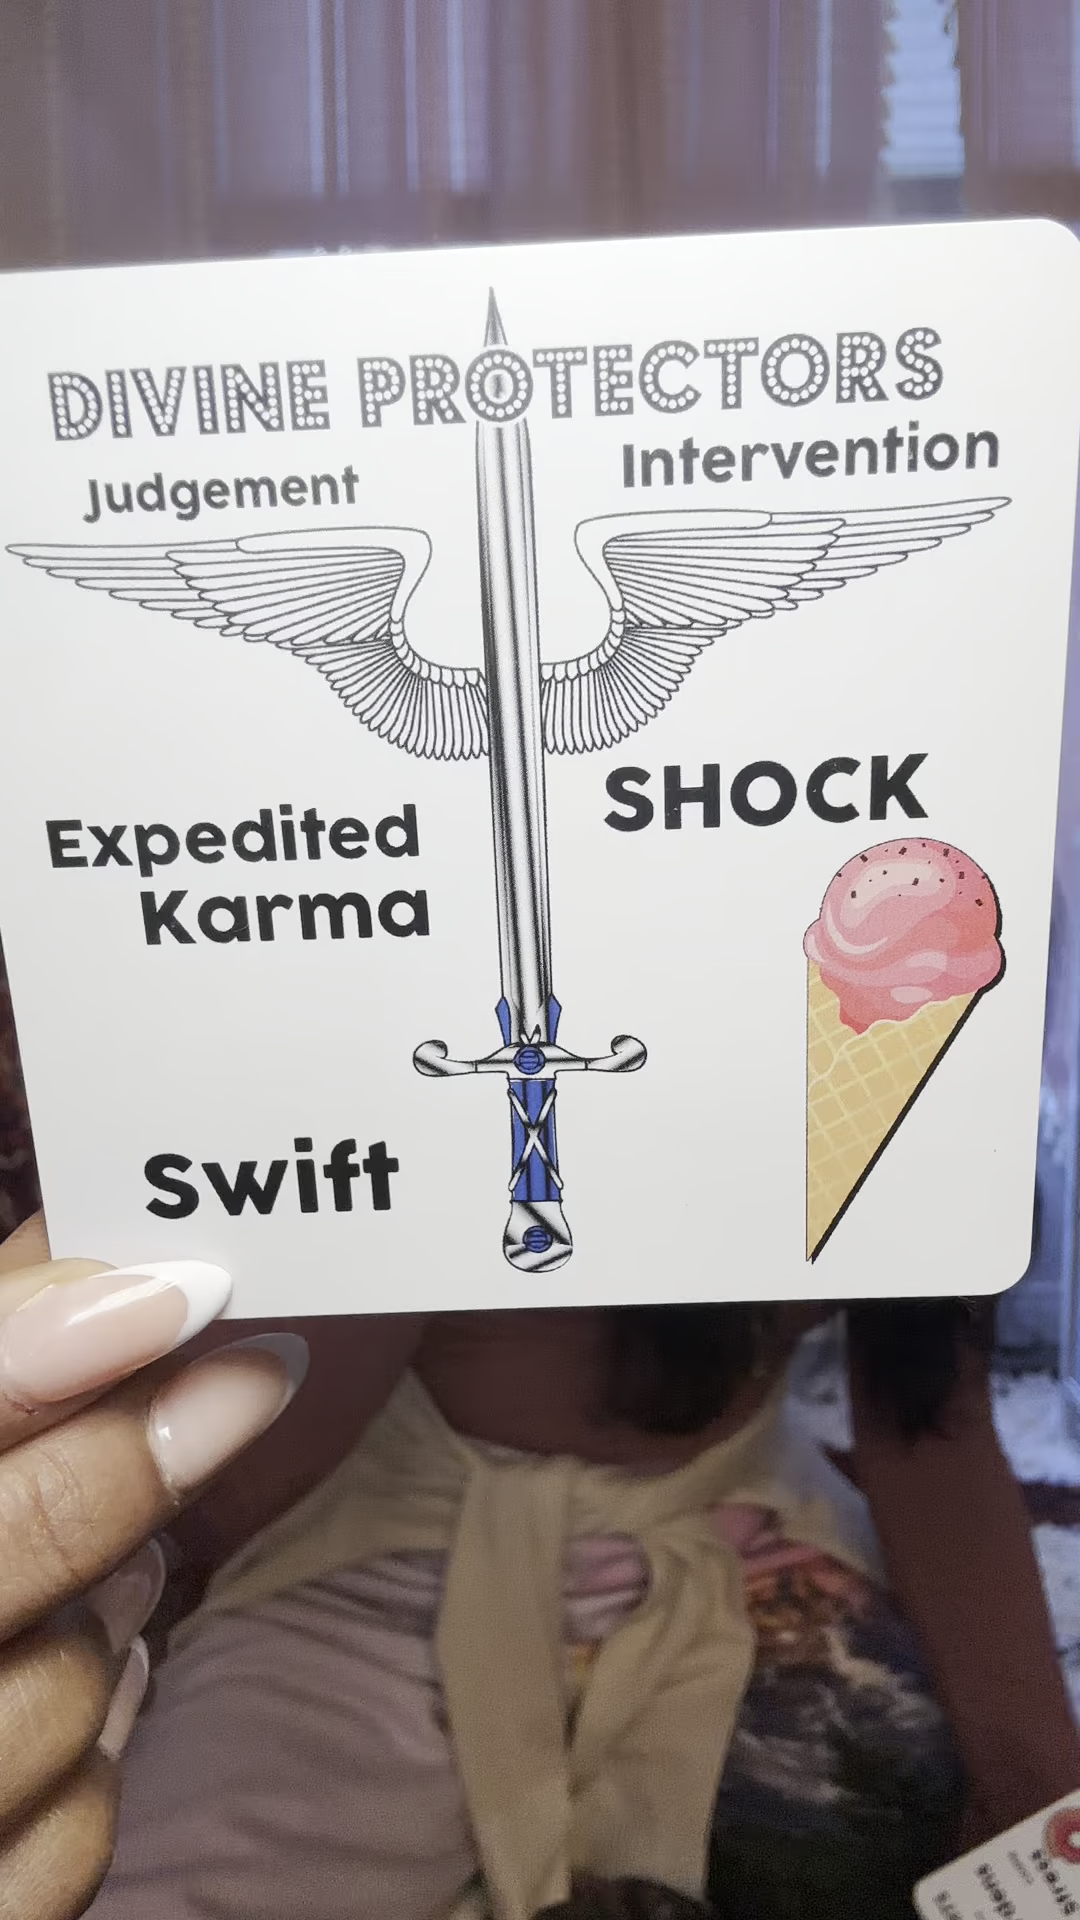 DIVINE PROTECTORS
Judgement
Intervention
SHOCK
Expedited
Karma
Swift